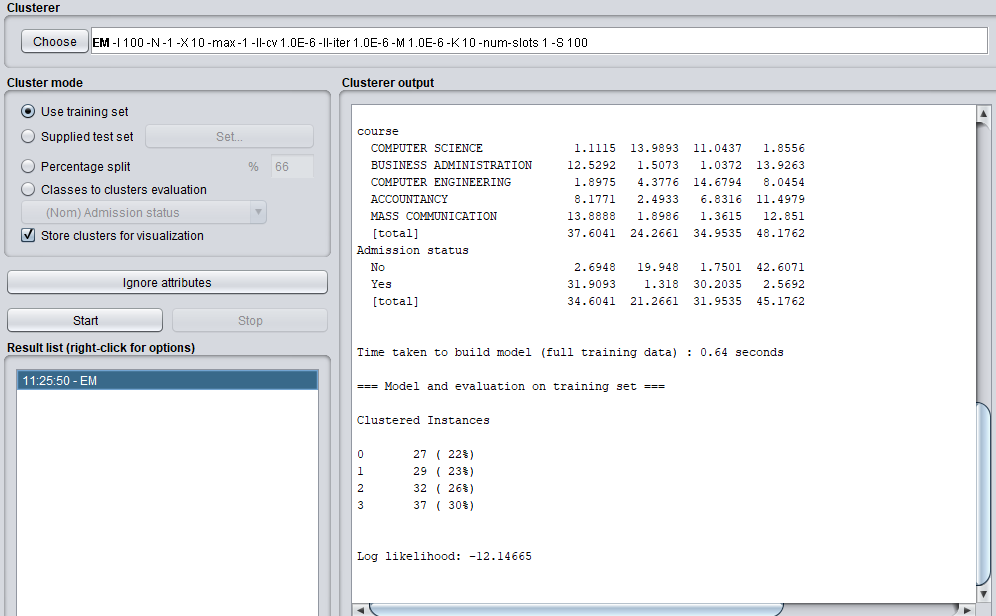 Clusterer
Choose EM -I 100 -N -1 -X 10 -max -1 -ll-cv 1.0E-6 -ll-iter 1.0E-6 -M 1.0E-6 -K 10 -num-slots 1 -S 100
Cluster mode
Use training set
Supplied test set Set...
Percentage split % 66
Classes to clusters evaluation
(Nom) Admission status
Store clusters for visualization
Ignore attributes
Start Stop
Result list (right-click for options)
11:25:50 - EM
Clusterer output
course
COMPUTER SCIENCE 1.1115 13.9893 11.0437 1.8556
BUSINESS ADMINISTRATION 12.5292 1.5073 1.0372 13.9263
COMPUTER ENGINEERING 1.8975 4.3776 14.6794 8.0454
ACCOUNTANCY 8.1771 2.4933 6.8316 11.4979
MASS COMMUNICATION 13.8888 1.8986 1.3615 12.851
[total] 37.6041 24.2661 34.9535 48.1762
Admission status
No 2.6948 19.948 1.7501 42.6071
Yes 31.9093 1.318 30.2035 2.5692
[total] 34.6041 21.2661 31.9535 45.1762
Time taken to build model (full training data) : 0.64 seconds
=== Model and evaluation on training set ===
Clustered Instances
0 27 ( 22%)
1 29 ( 23%)
2 32 ( 26%)
3 37 ( 30%)
Log likelihood: -12.14665